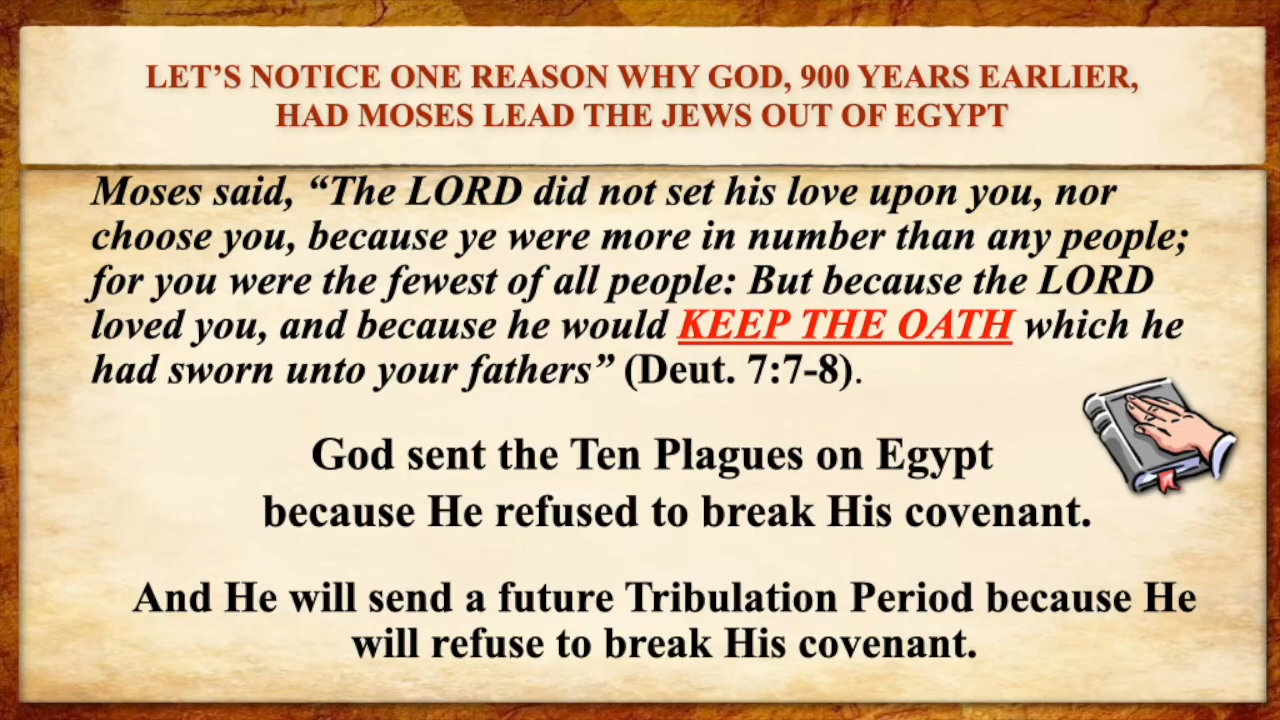 LET’S NOTICE ONE REASON WHY GOD, 900 YEARS EARLIER,
HAD MOSES LEAD THE JEWS OUT OF EGYPT
Moses said, “The LORD did not set his love upon you, nor
choose you, because ye were more in number than any people;
for you were the fewest of all people: But because the LORD
loved you, and because he would KEEP THE OATH which he
had sworn unto your fathers” (Deut. 7:7-8).
God sent the Ten Plagues on Egypt
because He refused to break His covenant.
And He will send a future Tribulation Period because He
will refuse to break His covenant.